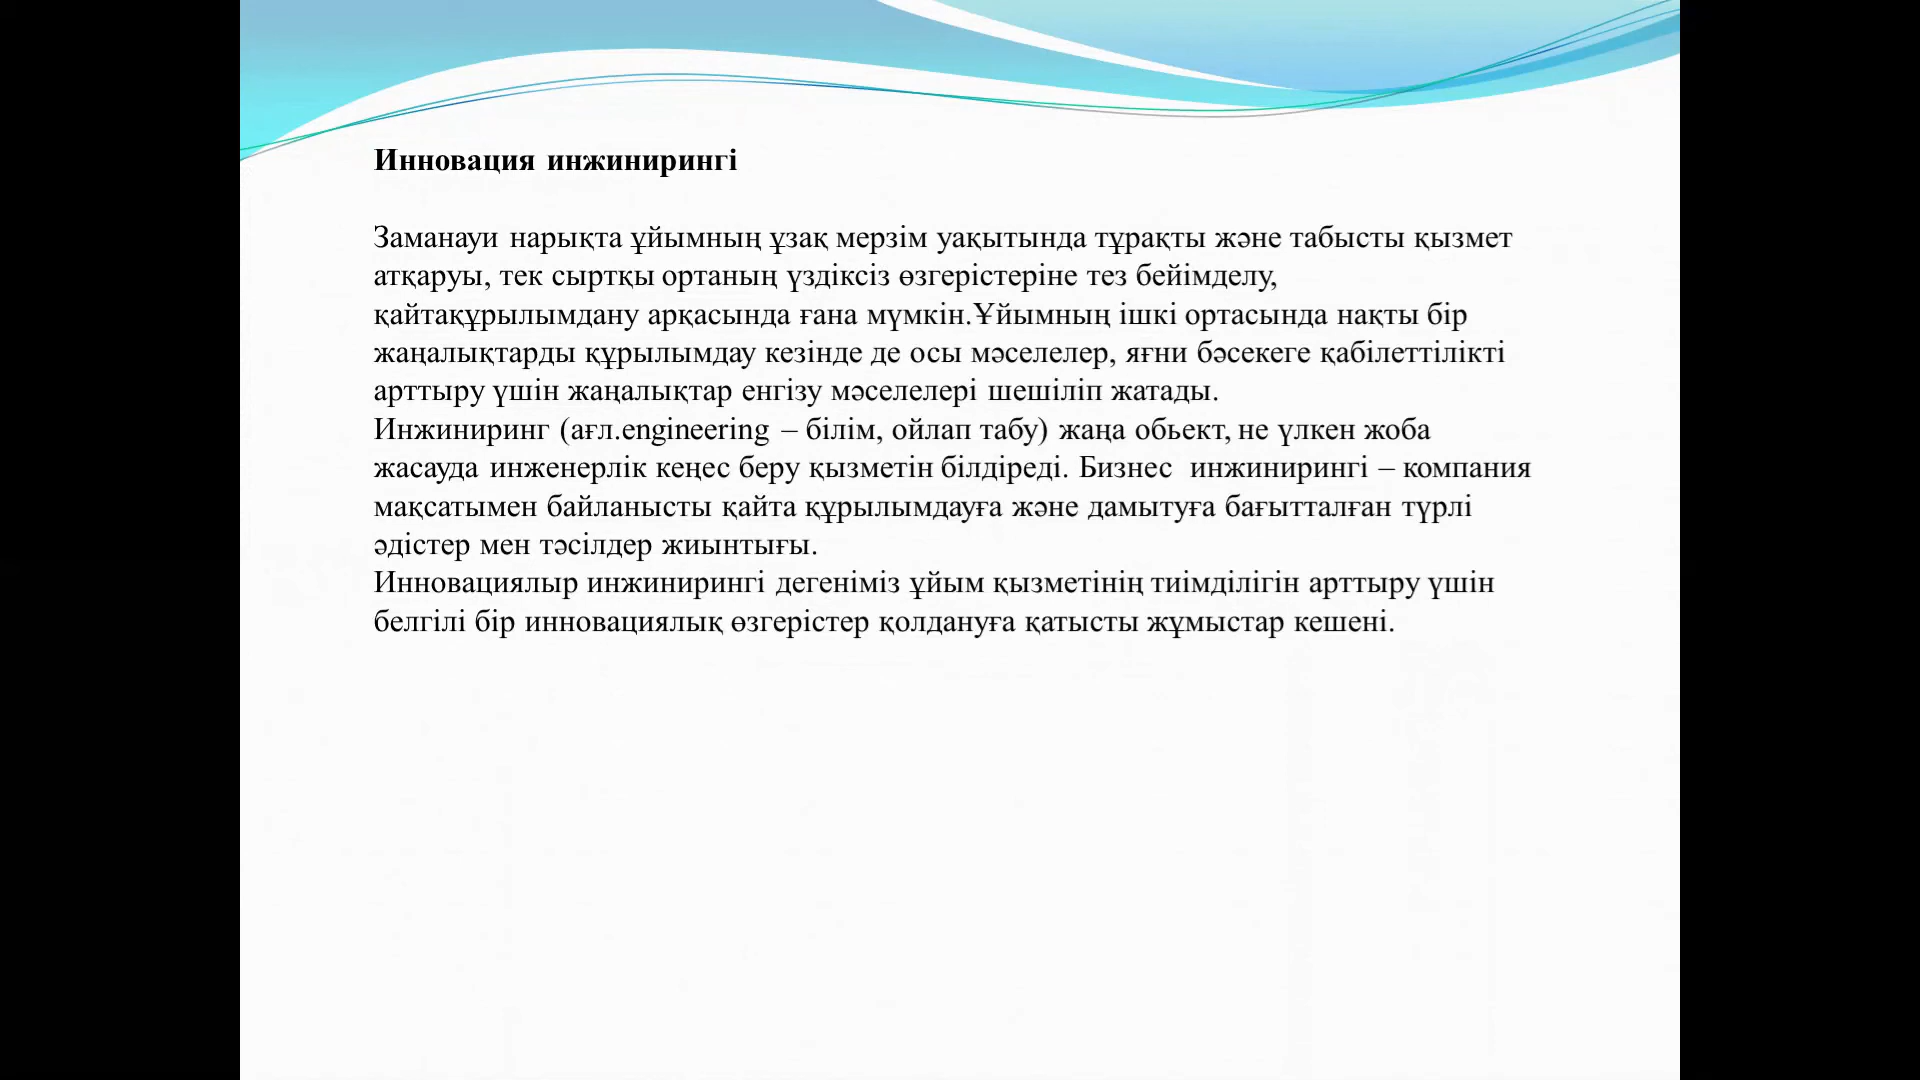 Инновация инжинирингі
Заманауи нарықта ұйымның ұзақ мерзім уақытында тұрақты және табысты қызмет
атқаруы, тек сыртқы ортаның үздіксіз өзгерістеріне тез бейімделу,
қайтақұрылымдану арқасында ғана мүмкін.Ұйымның ішкі ортасында нақты бір
жаңалықтарды құрылымдау кезінде де осы мәселелер, яғни бәсекеге қабілеттілікті
арттыру үшін жаңалықтар енгізу мәселелері шешіліп жатады.
Инжиниринг (ағл.engineering – білім, ойлап табу) жаңа обьект, не үлкен жоба
жасауда инженерлік кеңес беру қызметін білдіреді. Бизнес  инжинирингі – компания
мақсатымен байланысты қайта құрылымдауға және дамытуға бағытталған түрлі
әдістер мен тәсілдер жиынтығы.
Инновациялыр инжинирингі дегеніміз ұйым қызметінің тиімділігін арттыру үшін
белгілі бір инновациялық өзгерістер қолдануға қатысты жұмыстар кешені.